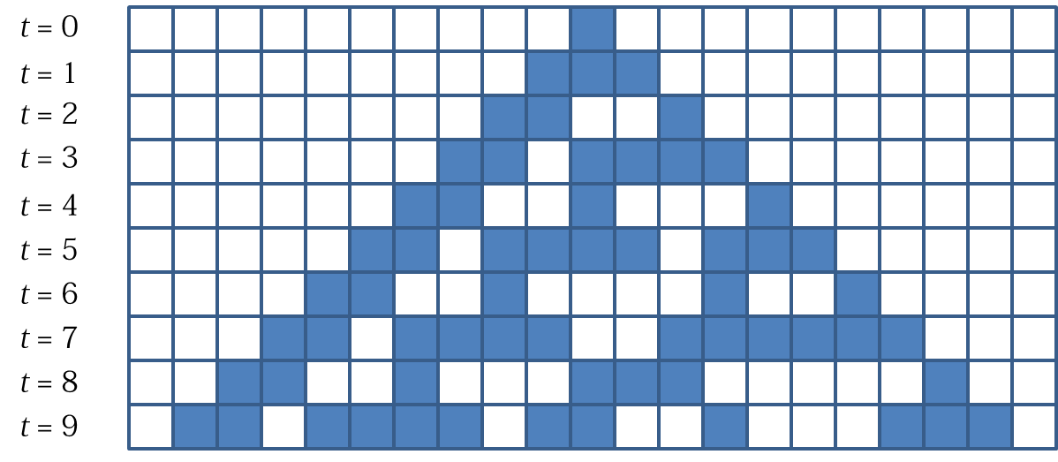 t = 0
t = 1
t = 2
t = 3
t = 4
t = 5
t = 6
t = 7
t = 8
t = 9